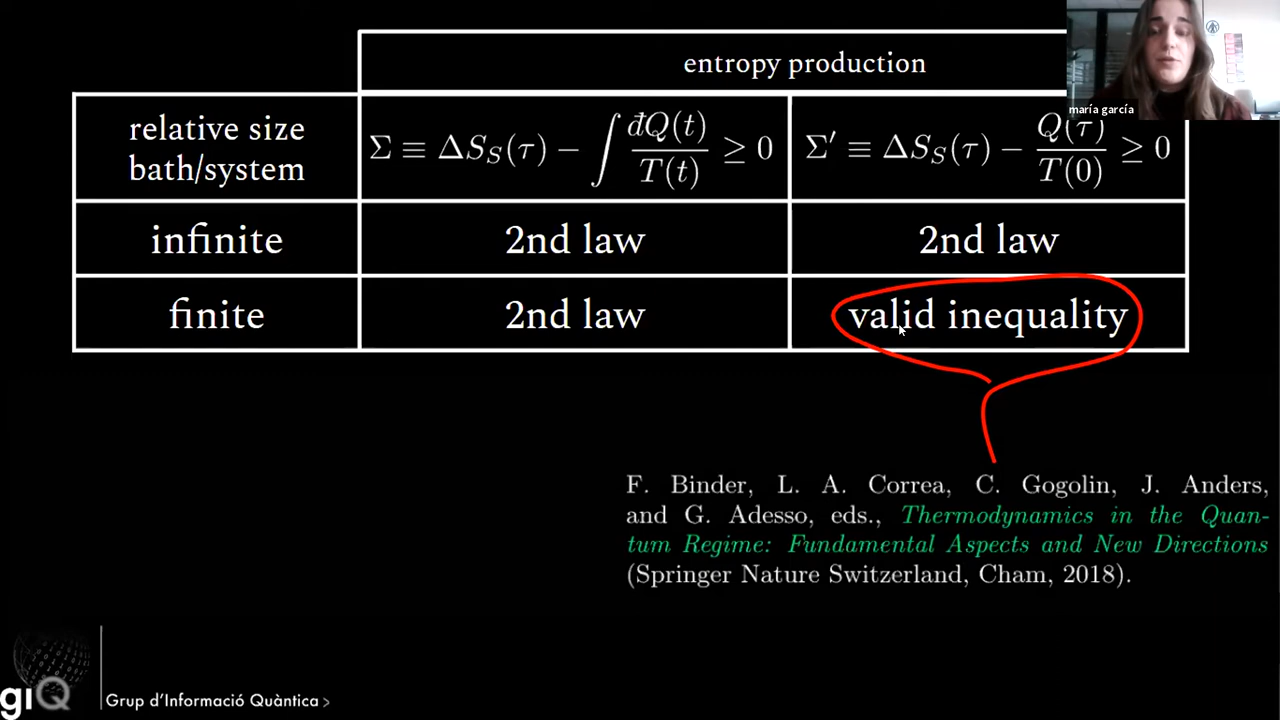 entropy production
maría garcía
relative size
bath/system
Σ ≡ ΔS_S(τ) − ∫ đQ(t)/T(t) ≥ 0
Σ′ ≡ ΔS_S(τ) − Q(τ)/T(0) ≥ 0
infinite
2nd law
2nd law
finite
2nd law
valid inequality
F. Binder, L. A. Correa, C. Gogolin, J. Anders,
and G. Adesso, eds., Thermodynamics in the Quan-
tum Regime: Fundamental Aspects and New Directions
(Springer Nature Switzerland, Cham, 2018).
giQ
Grup d'Informació Quàntica >